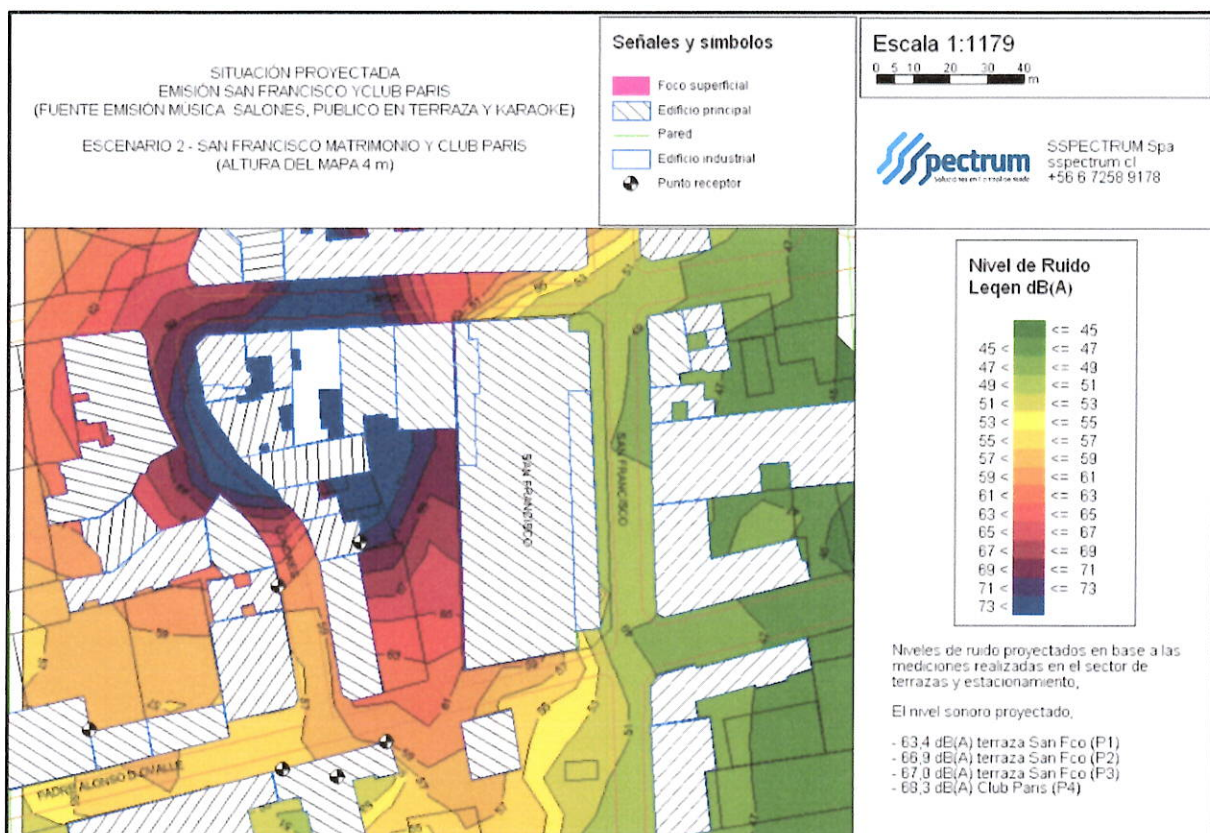 SITUACIÓN PROYECTADA
EMISIÓN SAN FRANCISCO YCLUB PARIS
(FUENTE EMISIÓN MÚSICA SALONES, PUBLICO EN TERRAZA Y KARAOKE)
ESCENARIO 2 - SAN FRANCISCO MATRIMONIO Y CLUB PARIS
(ALTURA DEL MAPA 4 m)
Señales y simbolos
Foco superficial
Edificio principal
Pared
Edificio industrial
Punto receptor
Escala 1:1179
0 5 10 20 30 40
m
Spectrum
SSPECTRUM Spa
sspectrum cl
+56 6 7258 9178
Nivel de Ruido
Leqen dB(A)
<= 45
45 < <= 47
47 < <= 49
49 < <= 51
51 < <= 53
53 < <= 55
55 < <= 57
57 < <= 59
59 < <= 61
61 < <= 63
63 < <= 65
65 < <= 67
67 < <= 69
69 < <= 71
71 < <= 73
73 <
Niveles de ruido proyectados en base a las
mediciones realizadas en el sector de
terrazas y estacionamiento,
El nivel sonoro proyectado,
- 63,4 dB(A) terraza San Fco (P1)
- 66,9 dB(A) terraza San Fco (P2)
- 67,8 dB(A) terraza San Fco (P3)
- 68,3 dB(A) Club Paris (P4)
SAN FRANZISCO
SAN FRANCISCO
PADRE ALONSO D OVALLE